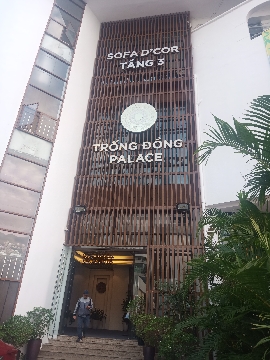 SOFA D'COR
TẦNG 3
TRỐNG ĐỒNG
PALACE